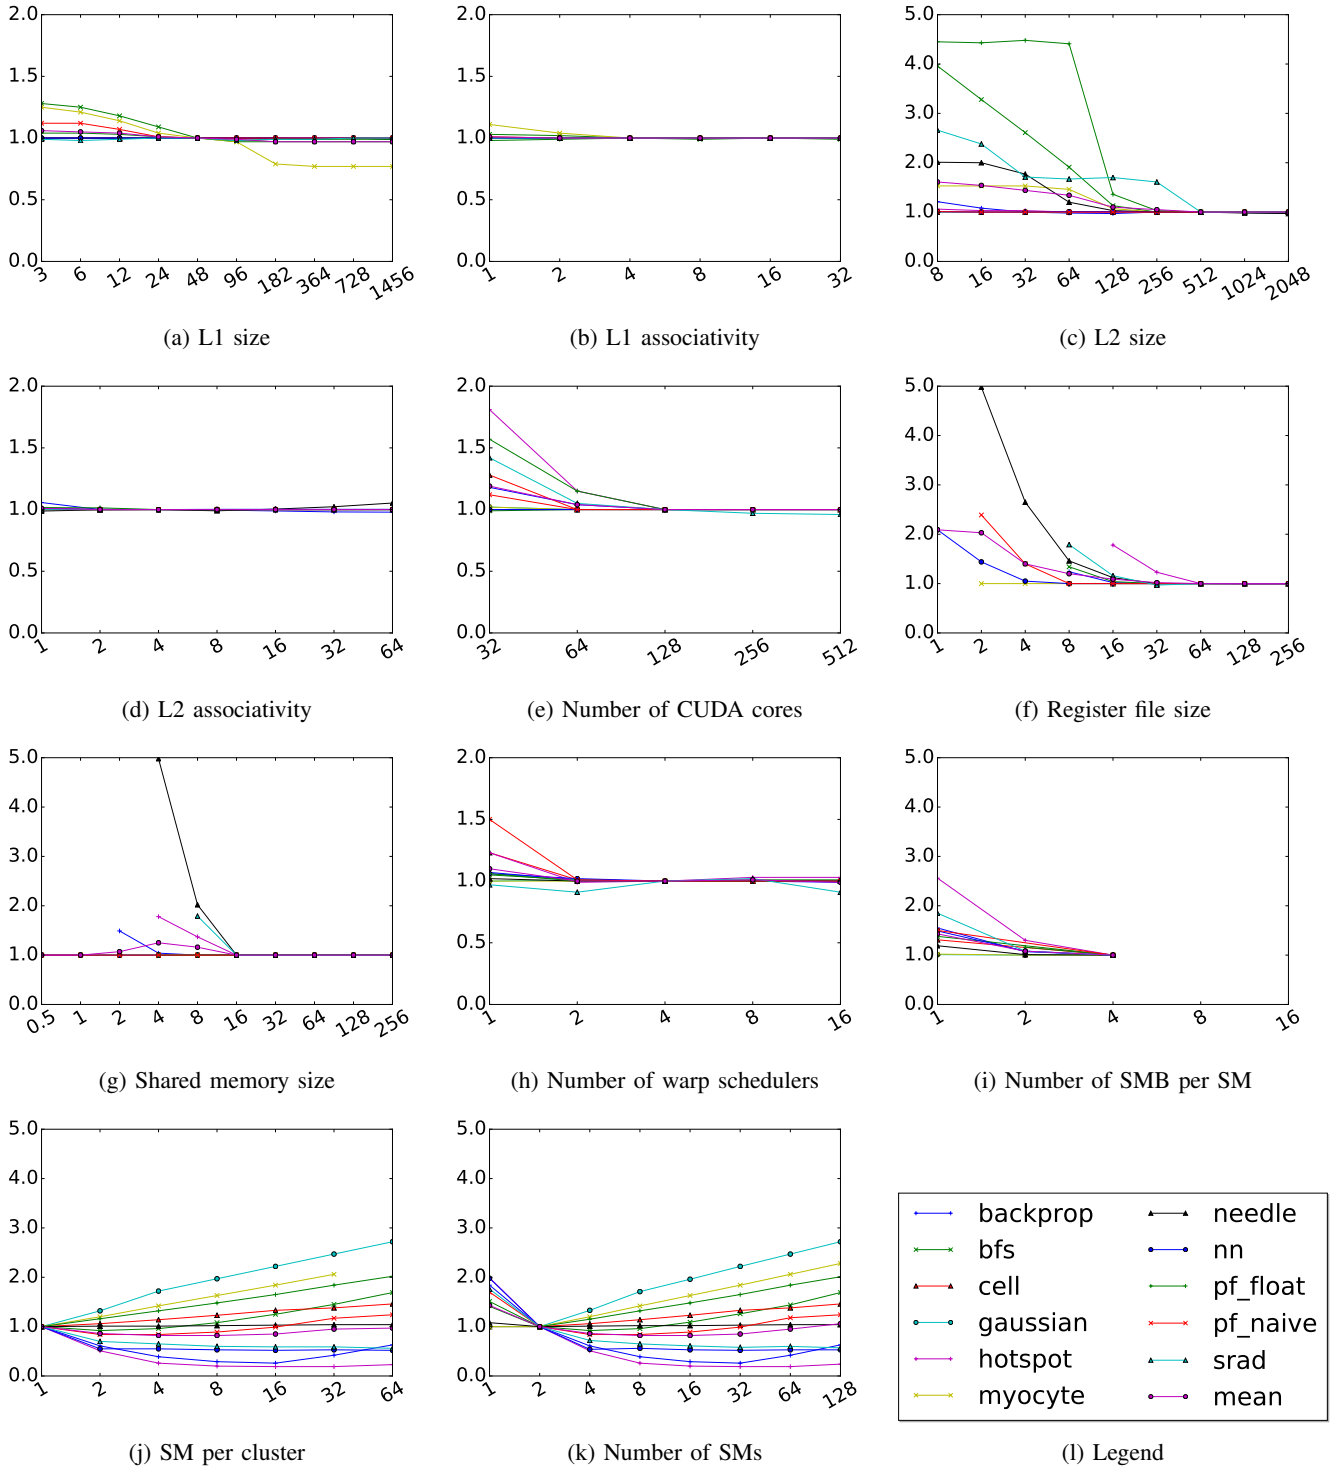 2.0
1.5
1.0
0.5
0.0
3 6 12 24 48 96 182 364 728 1456
(a) L1 size
2.0
1.5
1.0
0.5
0.0
1 2 4 8 16 32
(b) L1 associativity
5.0
4.0
3.0
2.0
1.0
0.0
8 16 32 64 128 256 512 1024 2048
(c) L2 size
2.0
1.5
1.0
0.5
0.0
1 2 4 8 16 32 64
(d) L2 associativity
2.0
1.5
1.0
0.5
0.0
32 64 128 256 512
(e) Number of CUDA cores
5.0
4.0
3.0
2.0
1.0
0.0
1 2 4 8 16 32 64 128 256
(f) Register file size
5.0
4.0
3.0
2.0
1.0
0.0
0.5 1 2 4 8 16 32 64 128 256
(g) Shared memory size
2.0
1.5
1.0
0.5
0.0
1 2 4 8 16
(h) Number of warp schedulers
5.0
4.0
3.0
2.0
1.0
0.0
1 2 4 8 16
(i) Number of SMB per SM
5.0
4.0
3.0
2.0
1.0
0.0
1 2 4 8 16 32 64
(j) SM per cluster
5.0
4.0
3.0
2.0
1.0
0.0
1 2 4 8 16 32 64 128
(k) Number of SMs
backprop
bfs
cell
gaussian
hotspot
myocyte
needle
nn
pf_float
pf_naive
srad
mean
(l) Legend